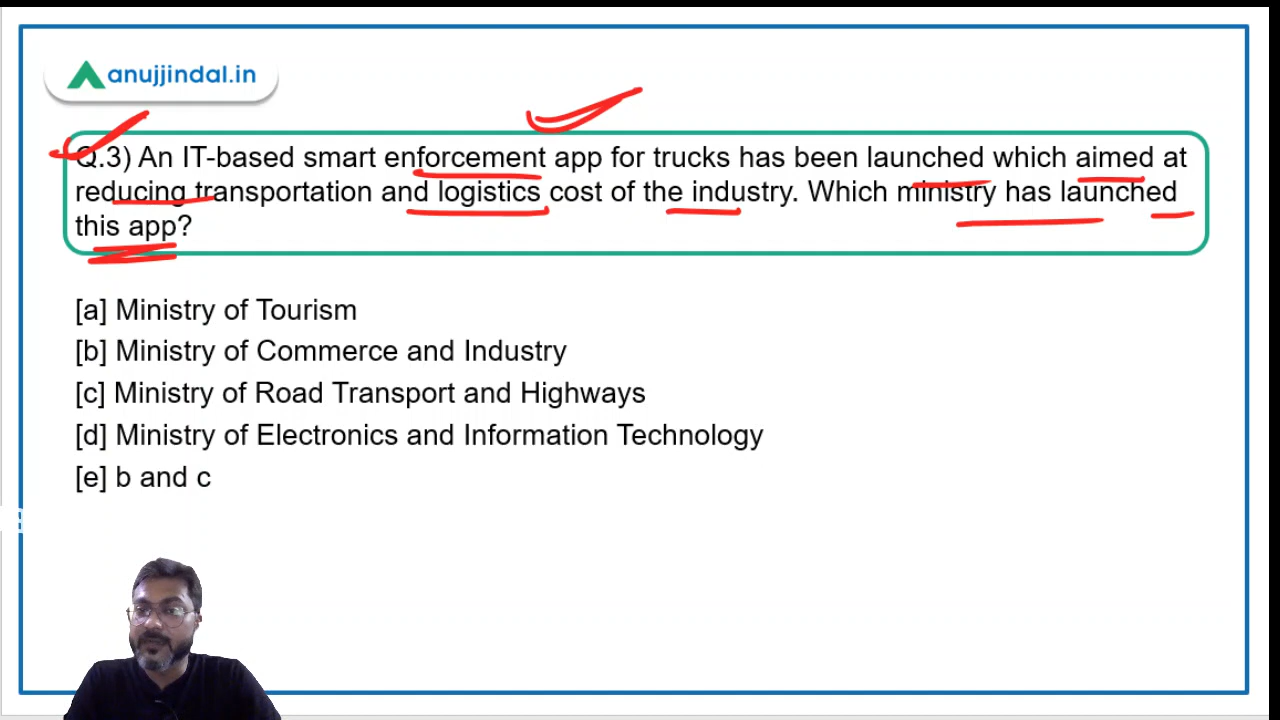 anujjindal.in
Q.3) An IT-based smart enforcement app for trucks has been launched which aimed at
reducing transportation and logistics cost of the industry. Which ministry has launched
this app?
[a] Ministry of Tourism
[b] Ministry of Commerce and Industry
[c] Ministry of Road Transport and Highways
[d] Ministry of Electronics and Information Technology
[e] b and c